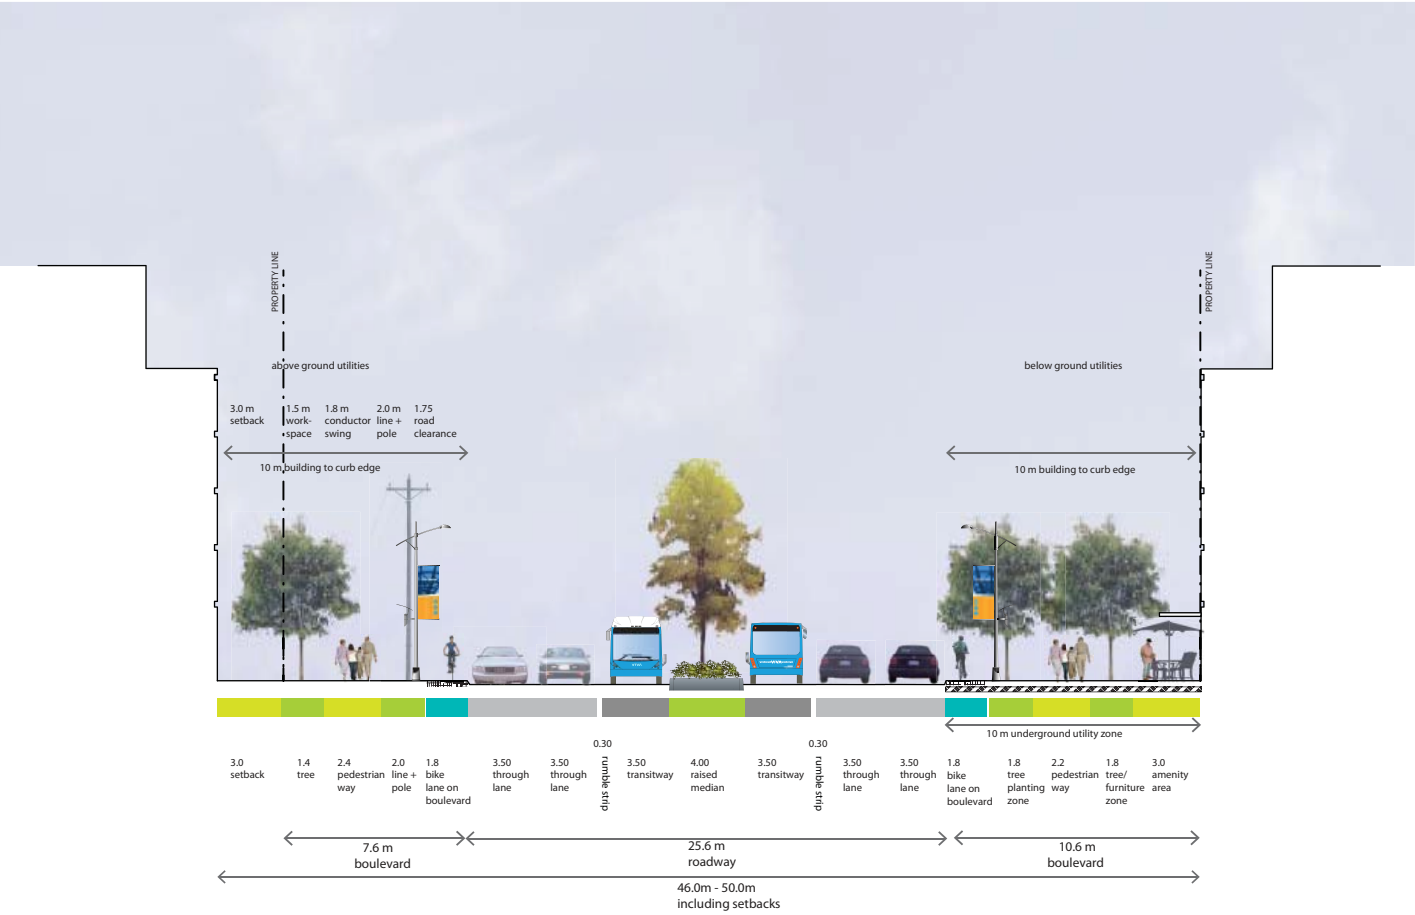 PROPERTY LINE
PROPERTY LINE
above ground utilities
below ground utilities
3.0 m
setback
1.5 m
work-
space
1.8 m
conductor
swing
2.0 m
line +
pole
1.75
road
clearance
10 m building to curb edge
10 m building to curb edge
10 m underground utility zone
3.0
setback
1.4
tree
2.4
pedestrian
way
2.0
line +
pole
1.8
bike
lane on
boulevard
3.50
through
lane
3.50
through
lane
0.30
rumble strip
3.50
transitway
4.00
raised
median
3.50
transitway
0.30
rumble strip
3.50
through
lane
3.50
through
lane
1.8
bike
lane on
boulevard
1.8
tree
planting
zone
2.2
pedestrian
way
1.8
tree/
furniture
zone
3.0
amenity
area
7.6 m
boulevard
25.6 m
roadway
10.6 m
boulevard
46.0m - 50.0m
including setbacks